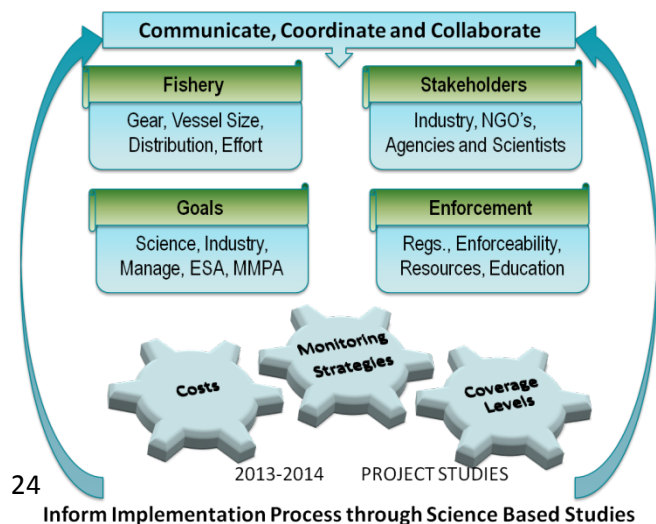 Communicate, Coordinate and Collaborate
Fishery
Gear, Vessel Size,
Distribution, Effort
Stakeholders
Industry, NGO's,
Agencies and Scientists
Goals
Science, Industry,
Manage, ESA, MMPA
Enforcement
Regs., Enforceability,
Resources, Education
Costs
Monitoring
Strategies
Coverage
Levels
2013-2014 PROJECT STUDIES
24
Inform Implementation Process through Science Based Studies